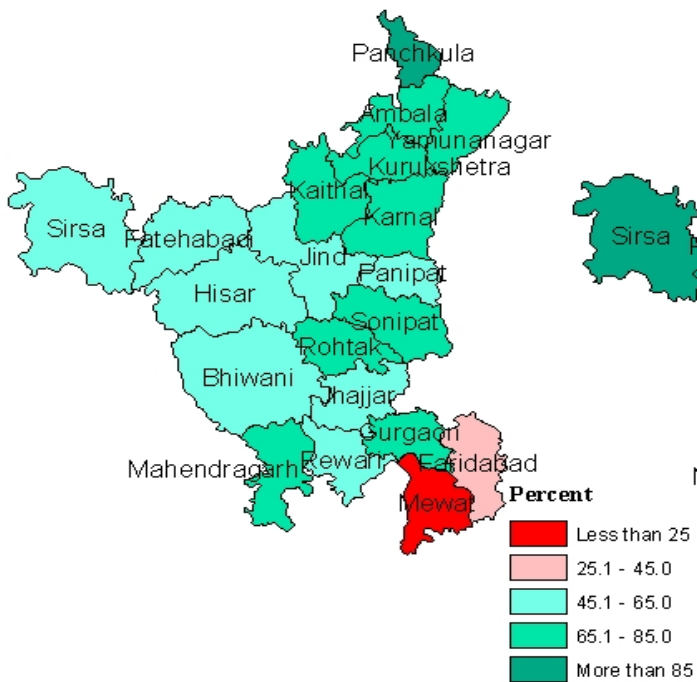 Panchkula
Ambala
Yamunanagar
Kurukshetra
Kaithal
Karnal
Sirsa
Fatehabad
Jind
Panipat
Hisar
Sonipat
Rohtak
Bhiwani
Jhajjar
Gurgaon
Mahendragarh
Rewari
Faridabad
Mewat
Sirsa
Percent
Less than 25
25.1 - 45.0
45.1 - 65.0
65.1 - 85.0
More than 85